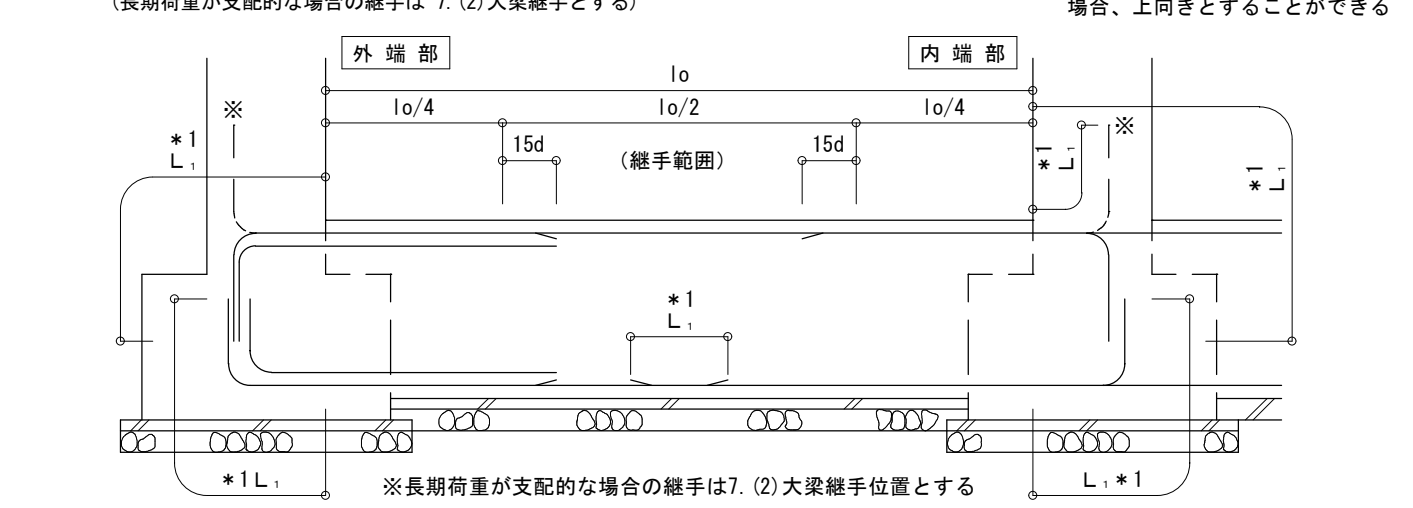 (長期荷重が支配的な場合の継手は 7.(2)大梁継手とする)
場合、上向きとすることができる
外端部
内端部
lo
lo/4
lo/2
lo/4
※
*1
L₁
15d
(継手範囲)
15d
*1
L₁
※
*1
L₁
*1
L₁
*1L₁
※長期荷重が支配的な場合の継手は7.(2)大梁継手位置とする
L₁*1